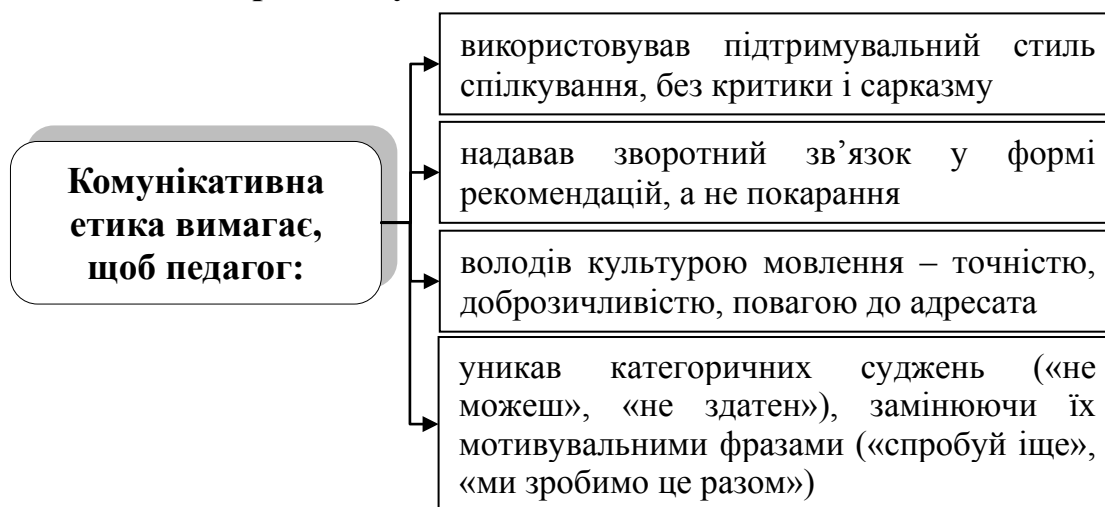 Комунікативна
етика вимагає,
щоб педагог:
використовував підтримувальний стиль
спілкування, без критики і сарказму
надавав зворотний зв’язок у формі
рекомендацій, а не покарання
володів культурою мовлення – точністю,
доброзичливістю, повагою до адресата
уникав категоричних суджень («не
можеш», «не здатен»), замінюючи їх
мотивувальними фразами («спробуй іще»,
«ми зробимо це разом»)